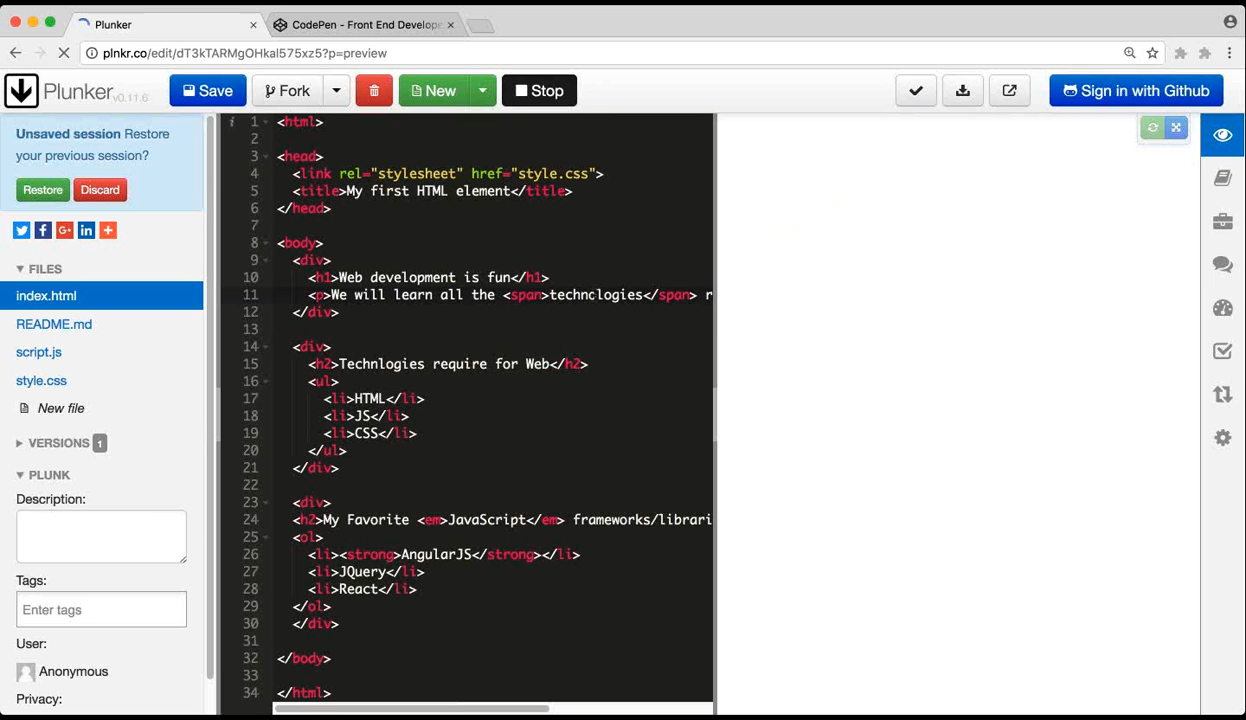 Plunker
CodePen - Front End Develope
plnkr.co/edit/dT3kTARMgOHkal575xz5?p=preview
Plunker v0.11.6
Save
Fork
New
Stop
Sign in with Github
Unsaved session Restore
your previous session?
Restore
Discard
FILES
index.html
README.md
script.js
style.css
New file
VERSIONS 1
PLUNK
Description:
Tags:
Enter tags
User:
Anonymous
Privacy:
1 <html>
2
3 <head>
4 <link rel="stylesheet" href="style.css">
5 <title>My first HTML element</title>
6 </head>
7
8 <body>
9 <div>
10 <h1>Web development is fun</h1>
11 <p>We will learn all the <span>technclogies</span> r
12 </div>
13
14 <div>
15 <h2>Technlogies require for Web</h2>
16 <ul>
17 <li>HTML</li>
18 <li>JS</li>
19 <li>CSS</li>
20 </ul>
21 </div>
22
23 <div>
24 <h2>My Favorite <em>JavaScript</em> frameworks/librari
25 <ol>
26 <li><strong>AngularJS</strong></li>
27 <li>JQuery</li>
28 <li>React</li>
29 </ol>
30 </div>
31
32 </body>
33
34 </html>